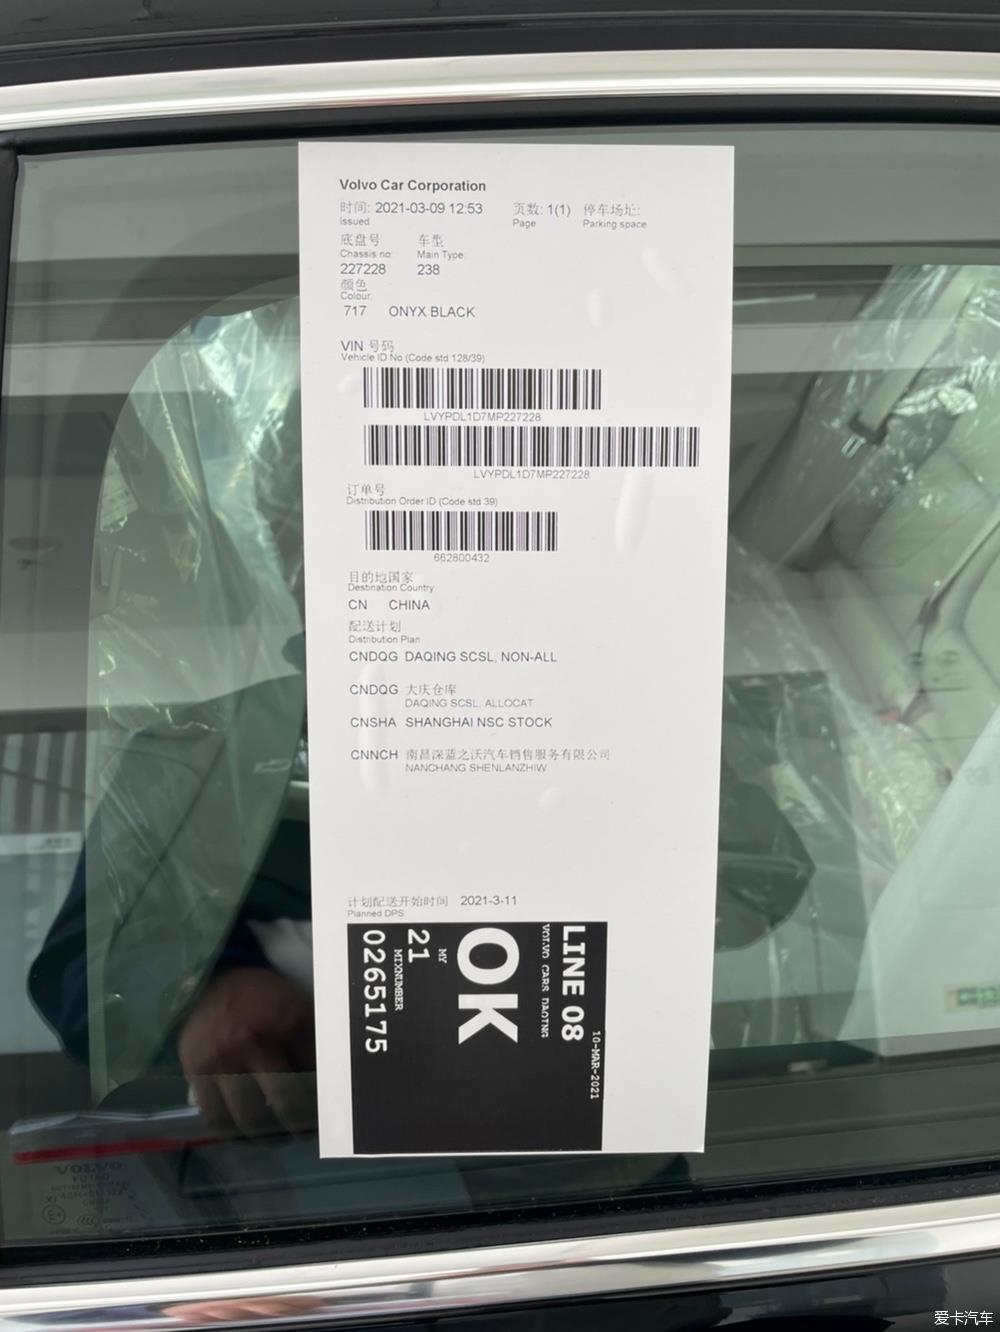 Volvo Car Corporation
时间: 2021-03-09 12:53 页数: 1(1) 停车场址:
Issued Page Parking space
底盘号 车型
Chassis no: Main Type:
227228 238
颜色
Colour:
717 ONYX BLACK
VIN 号码
Vehicle ID No (Code std 128/39)
LVYPDL1D7MP227228
LVYPDL1D7MP227228
订单号
Distribution Order ID (Code std 39)
662800432
目的地国家
Destination Country
CN CHINA
配送计划
Distribution Plan
CNDQG DAQING SCSL, NON-ALL
CNDQG 大庆仓库
DAQING SCSL, ALLOCAT
CNSHA SHANGHAI NSC STOCK
CNNCH 南昌深蓝之沃汽车销售服务有限公司
NANCHANG SHENLANZHIW
计划配送开始时间 2021-3-11
Planned DPS
10-MAR-2021
LINE 08
VOLVO CARS DAQING
OK
MY
21
MIXNUMBER
0265175
VOLVO
爱卡汽车